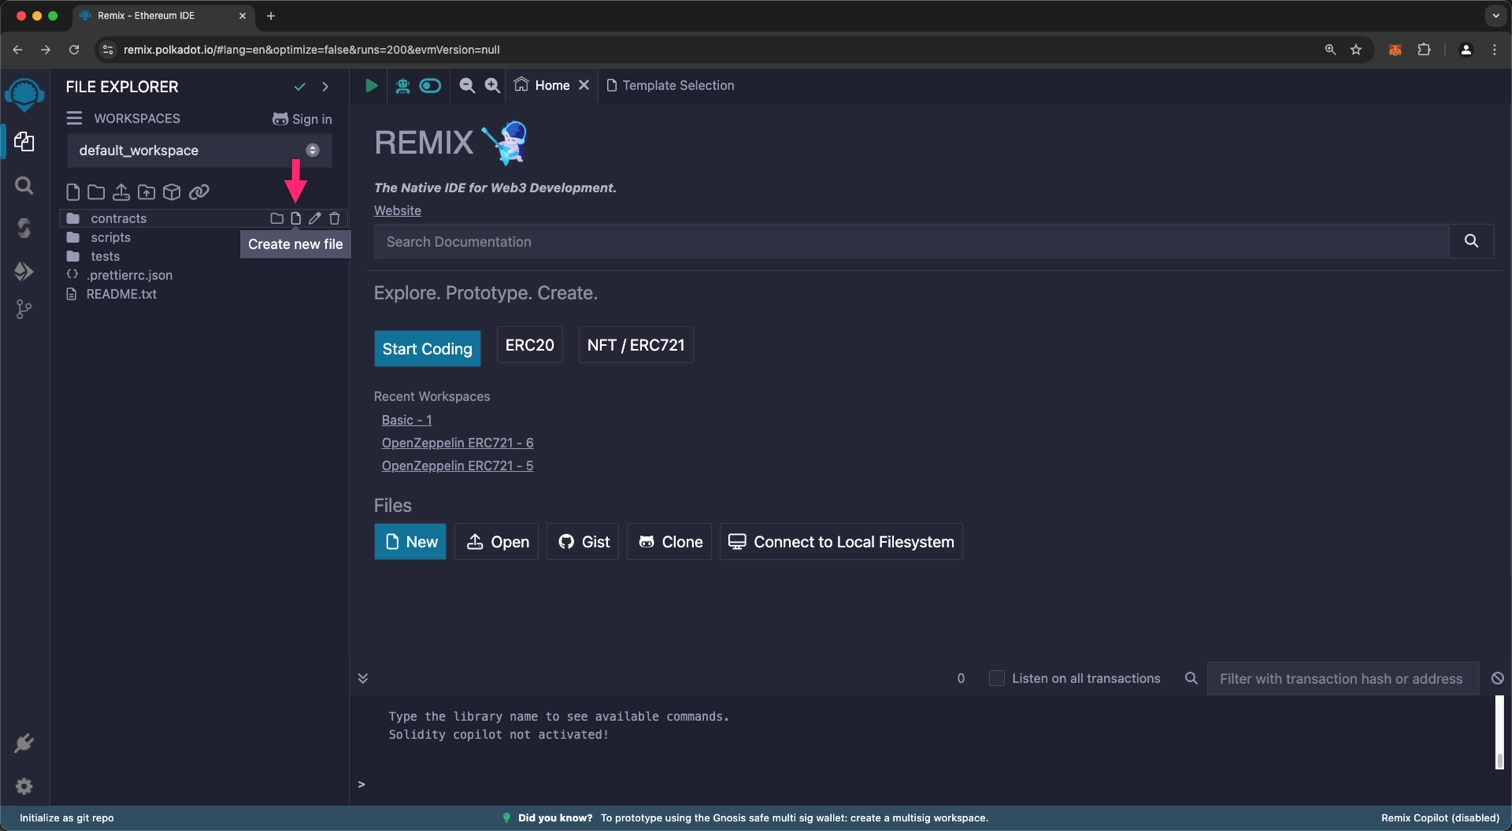 Remix - Ethereum IDE
remix.polkadot.io/#lang=en&optimize=false&runs=200&evmVersion=null
FILE EXPLORER
WORKSPACES
Sign in
default_workspace
contracts
Create new file
scripts
tests
.prettierrc.json
README.txt
Home
Template Selection
REMIX
The Native IDE for Web3 Development.
Website
Search Documentation
Explore. Prototype. Create.
Start Coding
ERC20
NFT / ERC721
Recent Workspaces
Basic - 1
OpenZeppelin ERC721 - 6
OpenZeppelin ERC721 - 5
Files
New
Open
Gist
Clone
Connect to Local Filesystem
0
Listen on all transactions
Filter with transaction hash or address
Type the library name to see available commands.
Solidity copilot not activated!
>
Initialize as git repo
Did you know? To prototype using the Gnosis safe multi sig wallet: create a multisig workspace.
Remix Copilot (disabled)